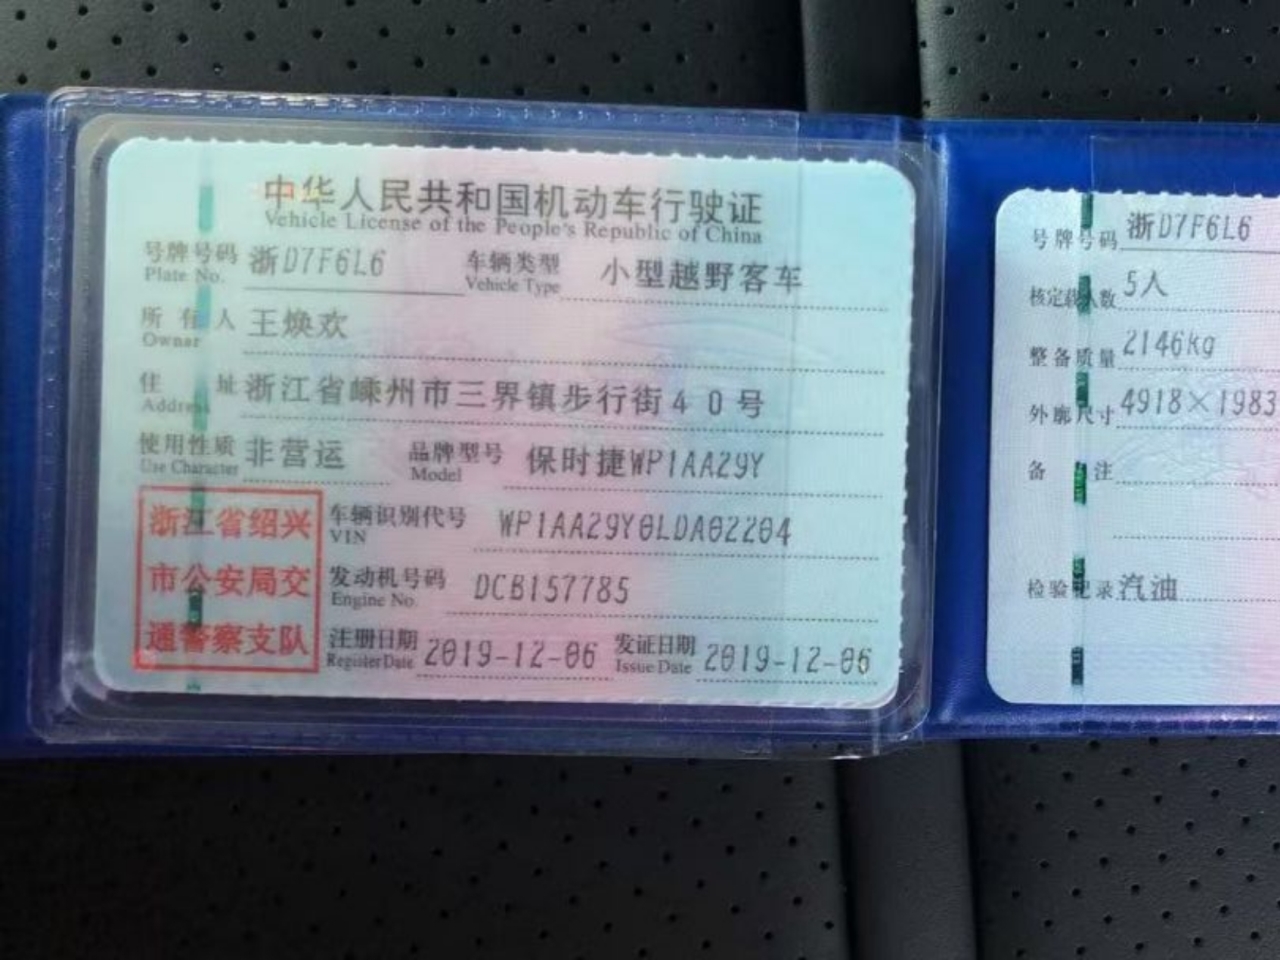 中华人民共和国机动车行驶证
Vehicle License of the People's Republic of China
号牌号码 浙D7F6L6 车辆类型 小型越野客车
Plate No. Vehicle Type
所有人 王焕欢
Owner
住址 浙江省嵊州市三界镇步行街40号
Address
使用性质 非营运 品牌型号 保时捷WP1AA29Y
Use Character Model
浙江省绍兴
市公安局交
通警察支队
车辆识别代号 WP1AA29Y0LDA02204
VIN
发动机号码 DCB157785
Engine No.
注册日期 2019-12-06 发证日期 2019-12-06
Register Date Issue Date
号牌号码 浙D7F6L6
核定载人数 5人
整备质量 2146kg
外廓尺寸 4918×1983
备注
检验记录 汽油